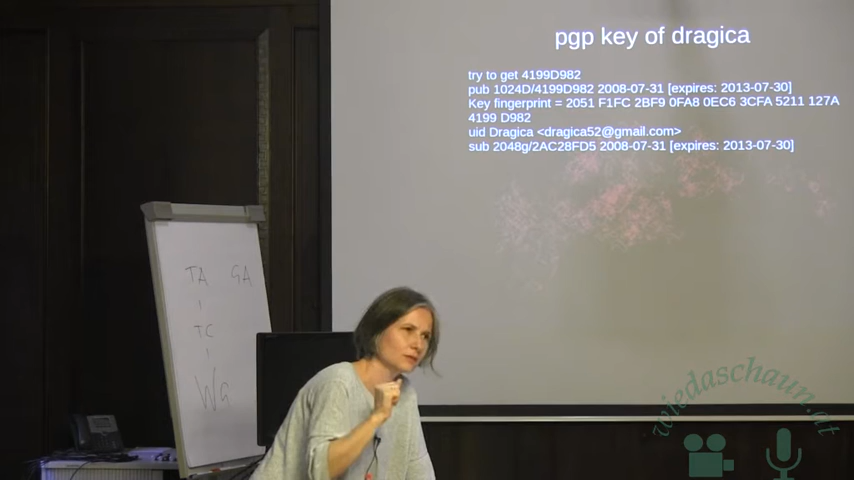 pgp key of dragica
try to get 4199D982
pub 1024D/4199D982 2008-07-31 [expires: 2013-07-30]
Key fingerprint = 2051 F1FC 2BF9 0FA8 0EC6 3CFA 5211 127A
4199 D982
uid Dragica <dragica52@gmail.com>
sub 2048g/2AC28FD5 2008-07-31 [expires: 2013-07-30]
TA GA
TC
WG
wiedaschaun.at